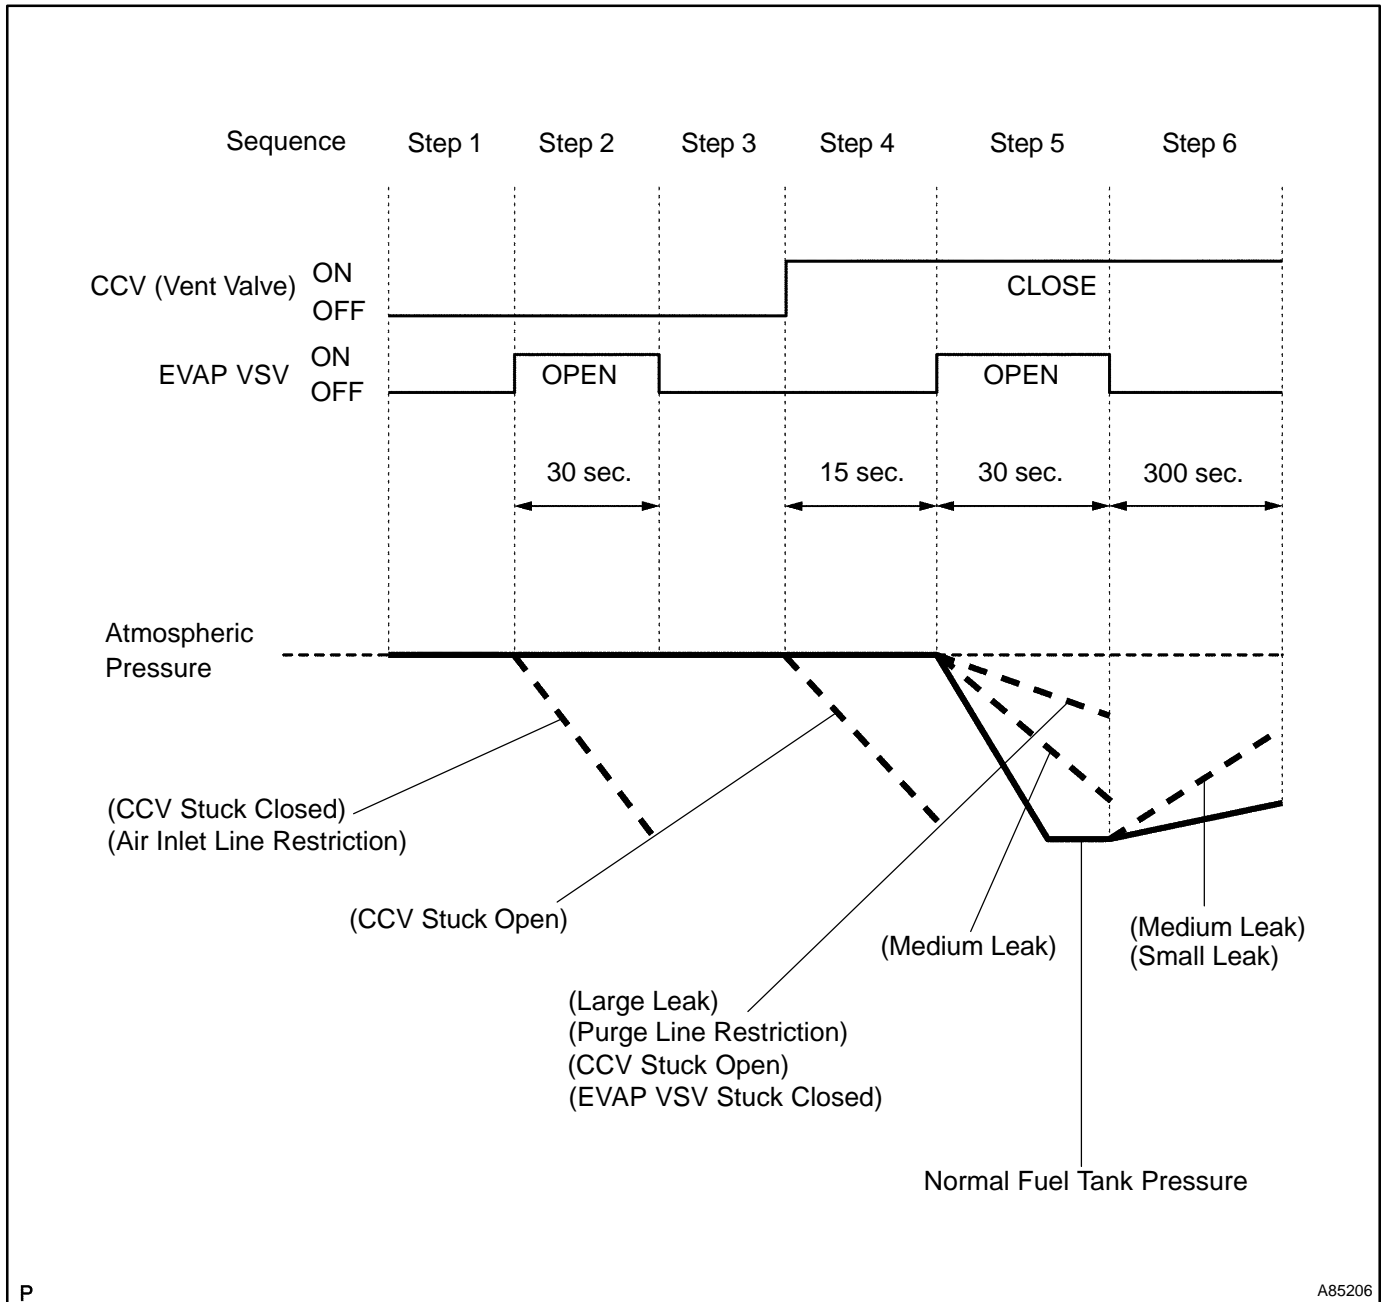 Sequence Step 1 Step 2 Step 3 Step 4 Step 5 Step 6
CCV (Vent Valve) ON
OFF
CLOSE
EVAP VSV ON
OFF
OPEN OPEN
30 sec. 15 sec. 30 sec. 300 sec.
Atmospheric
Pressure
(CCV Stuck Closed)
(Air Inlet Line Restriction)
(CCV Stuck Open)
(Medium Leak)
(Medium Leak)
(Small Leak)
(Large Leak)
(Purge Line Restriction)
(CCV Stuck Open)
(EVAP VSV Stuck Closed)
Normal Fuel Tank Pressure
P
A85206